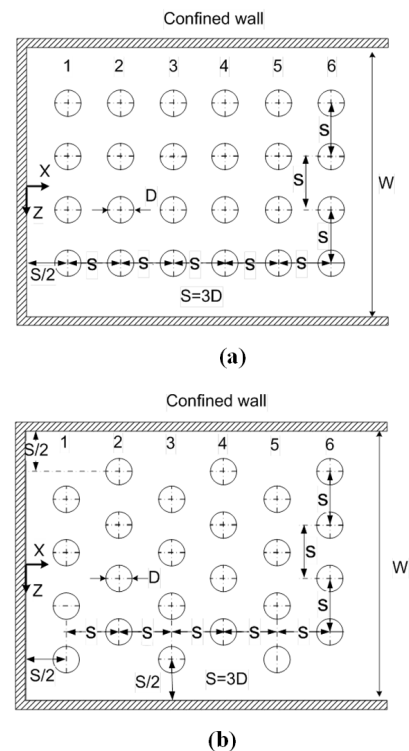 Confined wall
1 2 3 4 5 6
S
S
X
D
W
Z
S
S S S S S
S/2
S=3D
(a)
Confined wall
S/2
1 2 3 4 5 6
S
S
X
D
W
Z
S
S S S S S
S/2
S/2
S=3D
(b)